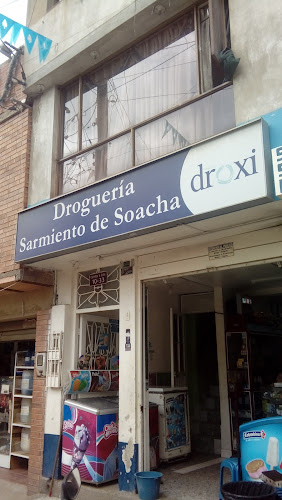 Droguería
Sarmiento de Soacha
droxi